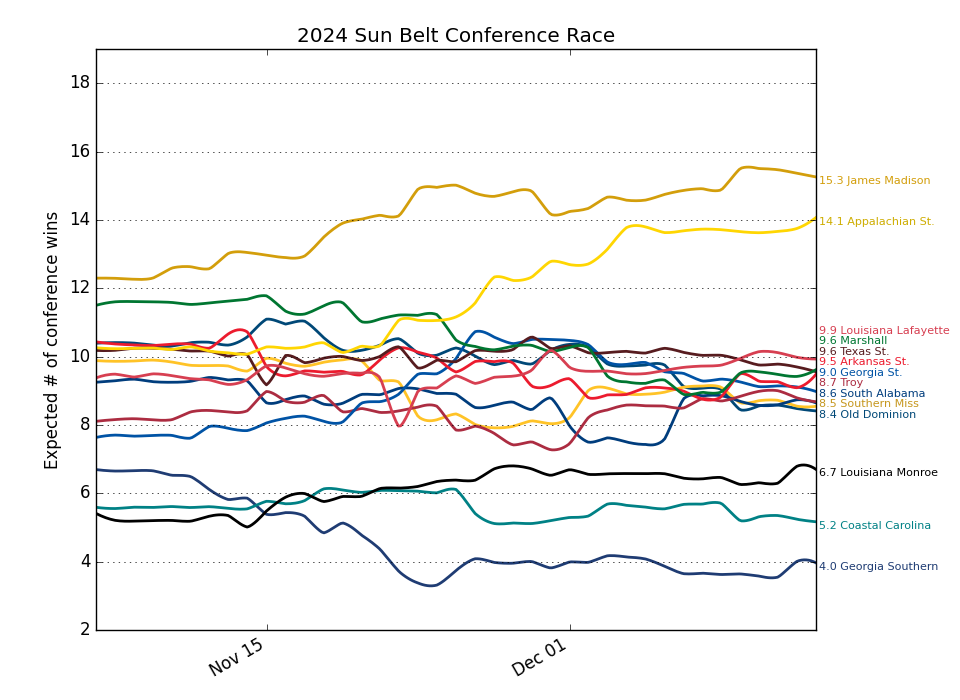 2024 Sun Belt Conference Race
Expected # of conference wins
18
16
14
12
10
8
6
4
2
Nov 15
Dec 01
15.3 James Madison
14.1 Appalachian St.
9.9 Louisiana Lafayette
9.6 Marshall
9.6 Texas St.
9.5 Arkansas St.
9.0 Georgia St.
8.7 Troy
8.6 South Alabama
8.5 Southern Miss
8.4 Old Dominion
6.7 Louisiana Monroe
5.2 Coastal Carolina
4.0 Georgia Southern